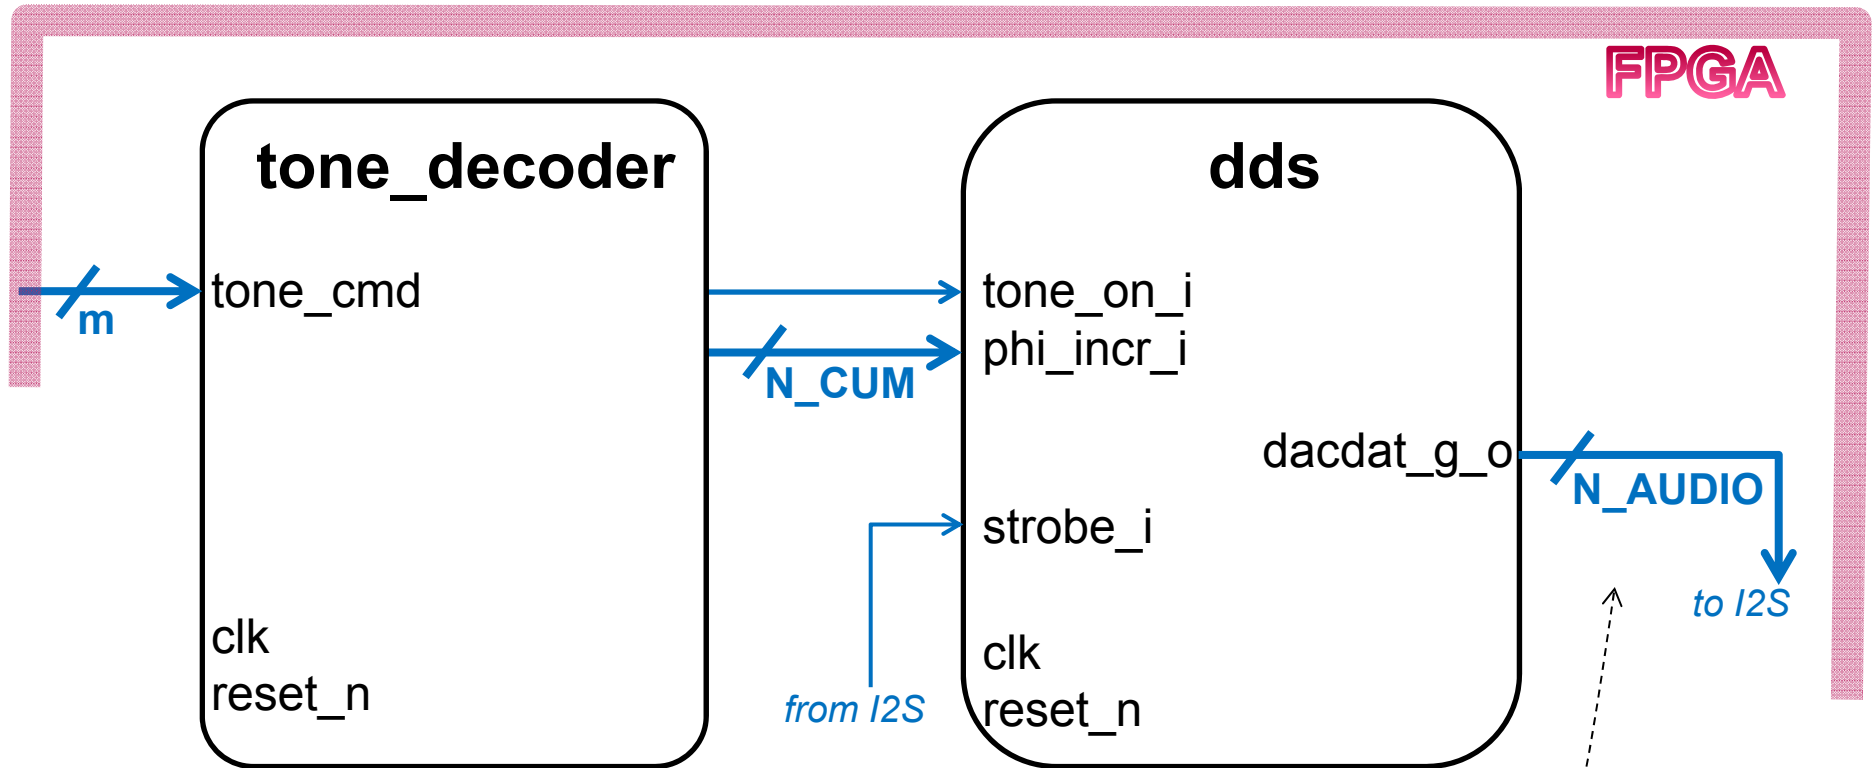 FPGA
tone_decoder
tone_cmd
m
clk
reset_n
N_CUM
from I2S
dds
tone_on_i
phi_incr_i
dacdat_g_o
strobe_i
clk
reset_n
N_AUDIO
to I2S